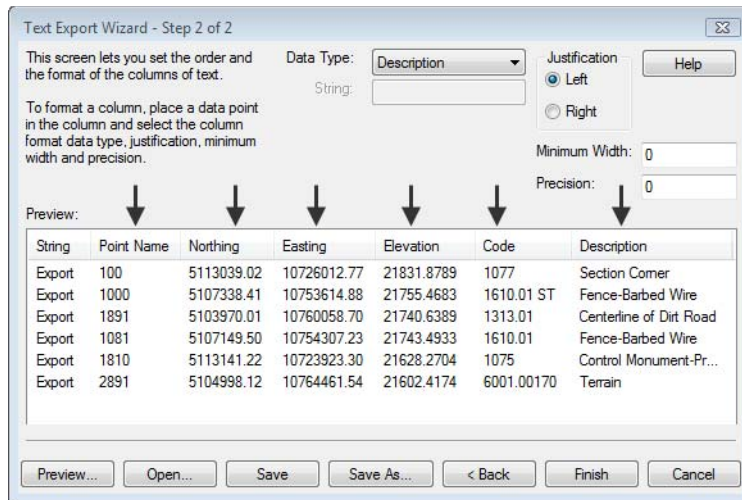 Text Export Wizard - Step 2 of 2
This screen lets you set the order and
the format of the columns of text.
To format a column, place a data point
in the column and select the column
format data type, justification, minimum
width and precision.
Data Type: Description
String:
Justification
Left
Right
Help
Minimum Width: 0
Precision: 0
Preview:
String Point Name Northing Easting Elevation Code Description
Export 100 5113039.02 10726012.77 21831.8789 1077 Section Corner
Export 1000 5107338.41 10753614.88 21755.4683 1610.01 ST Fence-Barbed Wire
Export 1891 5103970.01 10760058.70 21740.6389 1313.01 Centerline of Dirt Road
Export 1081 5107149.50 10754307.23 21743.4933 1610.01 Fence-Barbed Wire
Export 1810 5113141.22 10723923.30 21628.2704 1075 Control Monument-Pr...
Export 2891 5104998.12 10764461.54 21602.4174 6001.00170 Terrain
Preview... Open... Save Save As... < Back Finish Cancel